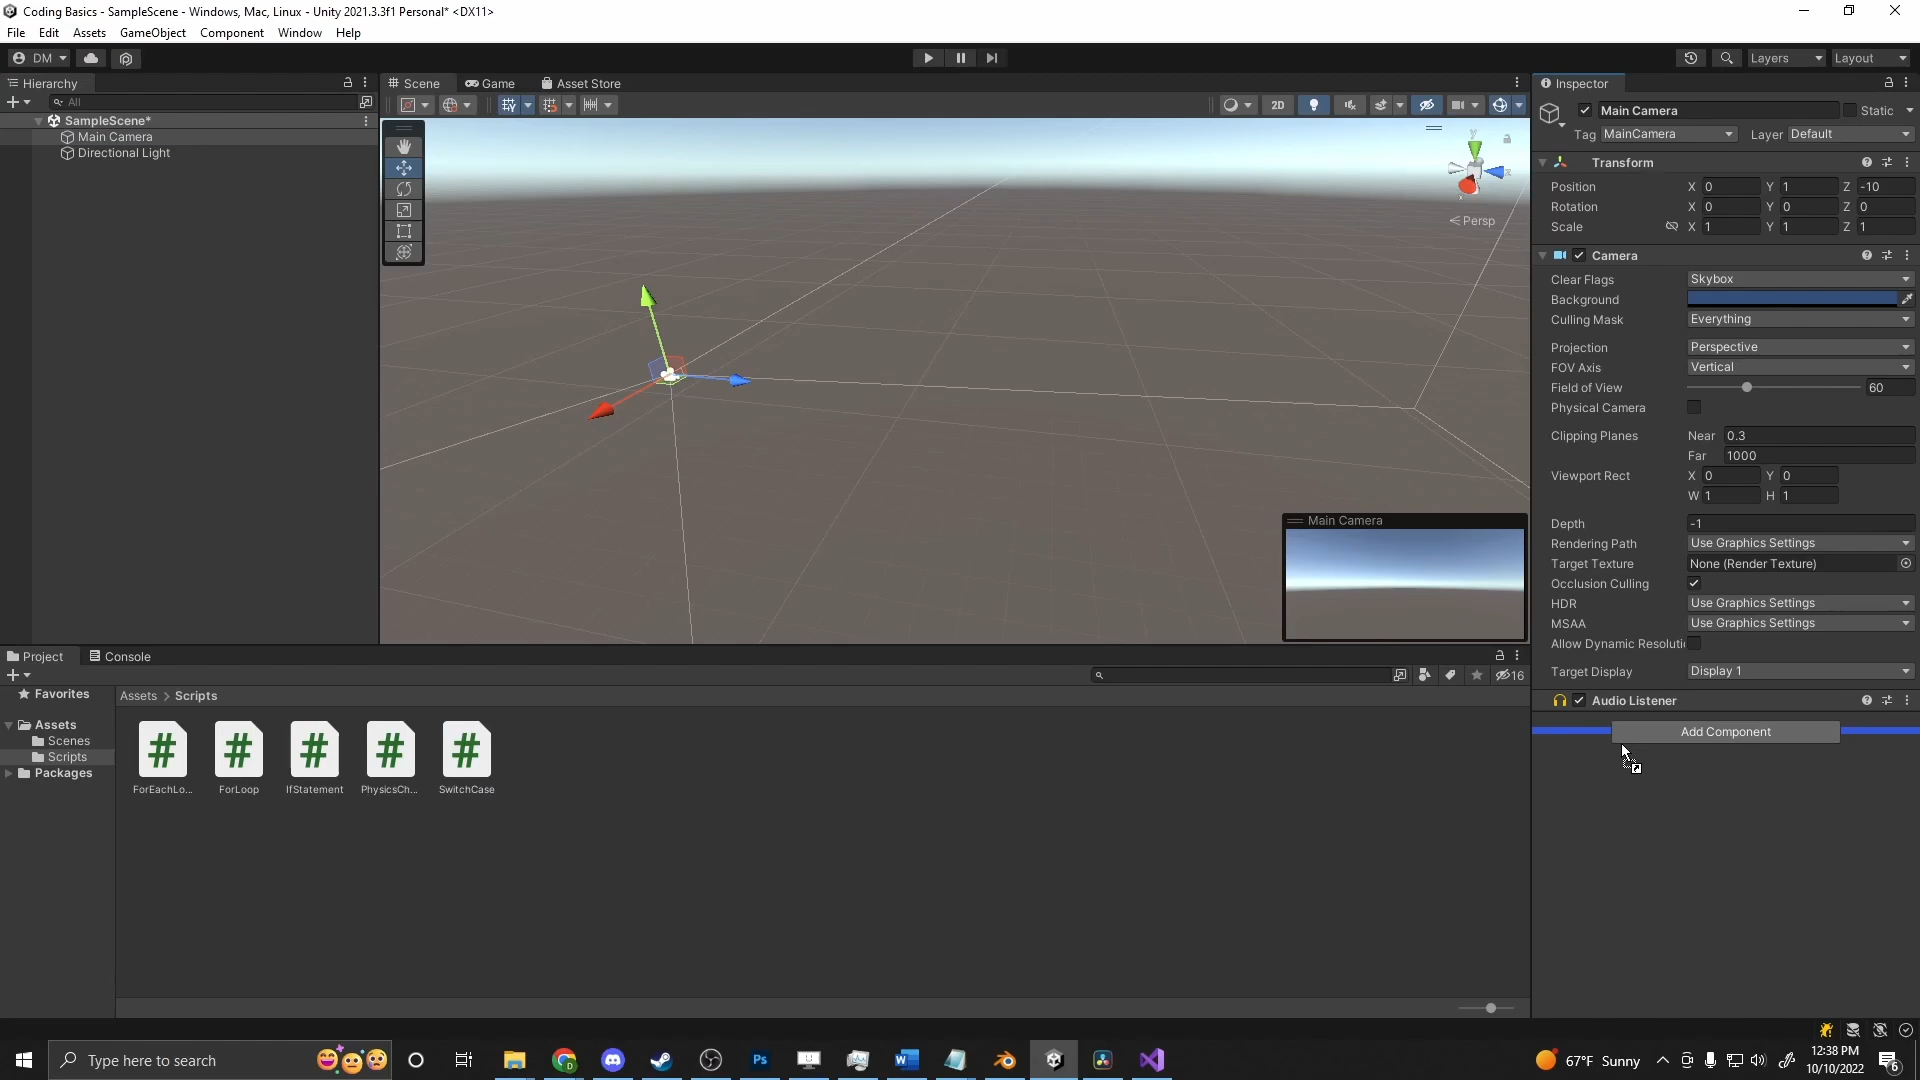 Coding Basics - SampleScene - Windows, Mac, Linux - Unity 2021.3.3f1 Personal* <DX11>
File Edit Assets GameObject Component Window Help
DM
Layers Layout
Hierarchy
All
SampleScene*
Main Camera
Directional Light
Scene Game Asset Store
2D
y
z
x
Persp
Main Camera
Inspector
Main Camera Static
Tag MainCamera Layer Default
Transform
Position X 0 Y 1 Z -10
Rotation X 0 Y 0 Z 0
Scale X 1 Y 1 Z 1
Camera
Clear Flags Skybox
Background
Culling Mask Everything
Projection Perspective
FOV Axis Vertical
Field of View 60
Physical Camera
Clipping Planes Near 0.3
Far 1000
Viewport Rect X 0 Y 0
W 1 H 1
Depth -1
Rendering Path Use Graphics Settings
Target Texture None (Render Texture)
Occlusion Culling
HDR Use Graphics Settings
MSAA Use Graphics Settings
Allow Dynamic Resoluti
Target Display Display 1
Audio Listener
Add Component
Project Console
16
Favorites
Assets
Scenes
Scripts
Packages
Assets > Scripts
ForEachLo... ForLoop IfStatement PhysicsCh... SwitchCase
Type here to search
Ps
67°F Sunny
12:38 PM
10/10/2022
6